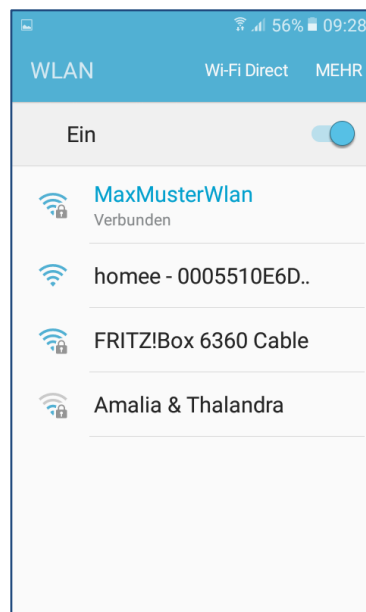 56% 09:28
WLAN Wi-Fi Direct MEHR
Ein
MaxMusterWlan
Verbunden
homee - 0005510E6D..
FRITZ!Box 6360 Cable
Amalia & Thalandra